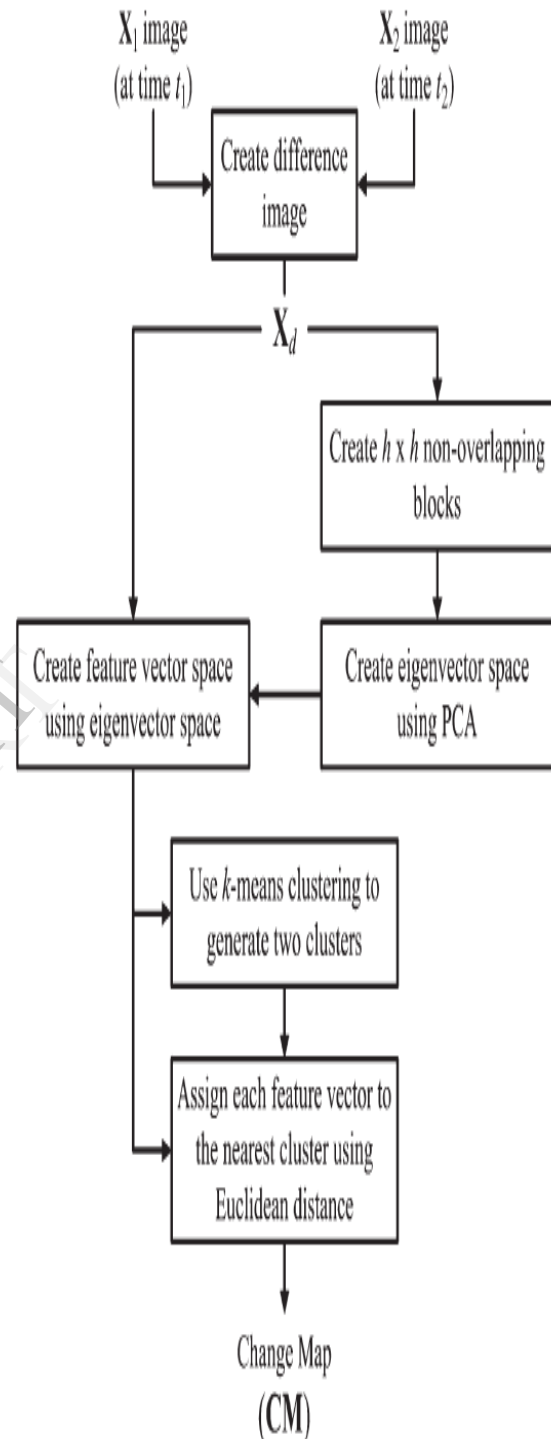 X₁ image
(at time t₁)
X₂ image
(at time t₂)
Create difference
image
X_d
Create h x h non-overlapping
blocks
Create feature vector space
using eigenvector space
Create eigenvector space
using PCA
Use k-means clustering to
generate two clusters
Assign each feature vector to
the nearest cluster using
Euclidean distance
Change Map
(CM)